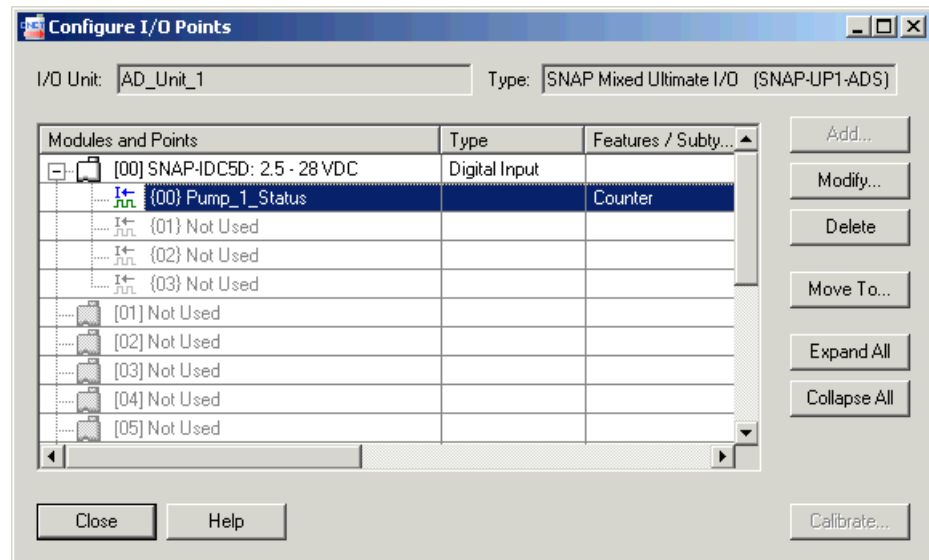 Configure I/O Points
I/O Unit: AD_Unit_1 Type: SNAP Mixed Ultimate I/O (SNAP-UP1-ADS)
Modules and Points Type Features / Subty... Add...
[00] SNAP-IDC5D: 2.5 - 28 VDC Digital Input
Modify...
{00} Pump_1_Status Counter
{01} Not Used Delete
{02} Not Used
{03} Not Used Move To...
[01] Not Used
[02] Not Used Expand All
[03] Not Used
[04] Not Used Collapse All
[05] Not Used
Close Help Calibrate...